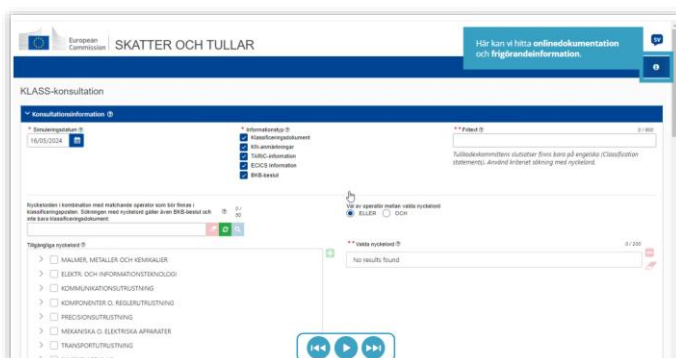 European
Commission
SKATTER OCH TULLAR
Här kan vi hitta onlinedokumentation
och frigörandeinformation.
SV
KLASS-konsultation
Konsultationsinformation
* Simuleringsdatum
16/05/2024
* Informationstyp
Klassificeringsdokument
KN-anmärkningar
TARIC-information
ECICS information
BKB-beslut
** Fritext
0 / 800
Tullkodexkommitténs slutsatser finns bara på engelska (Classification
statements). Använd kriteriet sökning med nyckelord.
Nyckelorden i kombination med matchande operator som bör finnas i
klassificeringsposten. Sökningen med nyckelord gäller även BKB-beslut och
inte bara klassificeringsdokument.
0 /
50
Val av operator mellan valda nyckelord
ELLER OCH
Tillgängliga nyckelord
MALMER, METALLER OCH KEMIKALIER
ELEKTR. OCH INFORMATIONSTEKNOLOGI
KOMMUNIKATIONSUTRUSTNING
KOMPONENTER O. REGLERUTRUSTNING
PRECISIONSUTRUSTNING
MEKANISKA O. ELEKTRISKA APPARATER
TRANSPORTUTRUSTNING
** Valda nyckelord
0 / 200
No results found